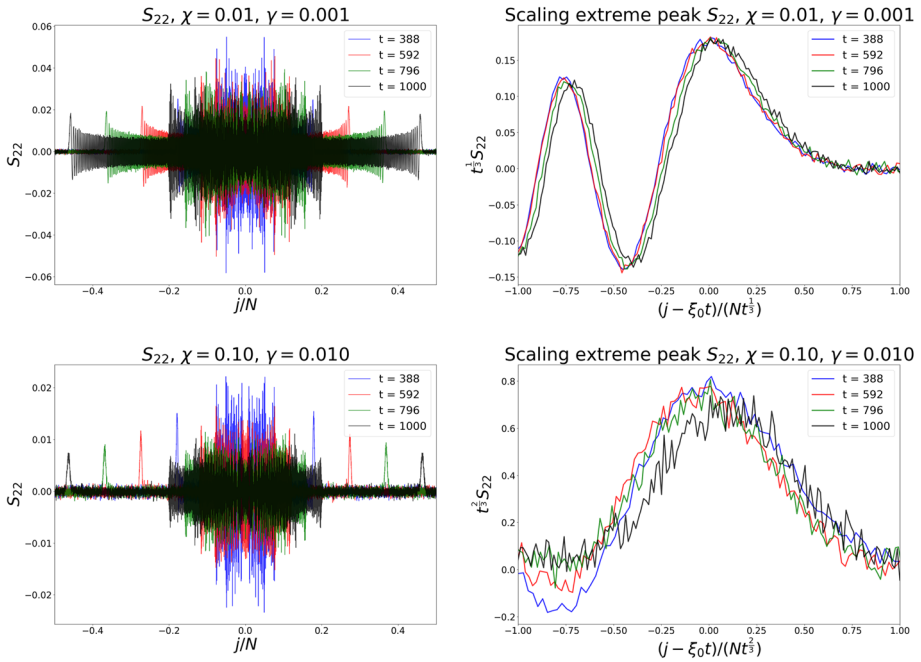 S₂₂, χ = 0.01, γ = 0.001
0.06
0.04
0.02
0.00
−0.02
−0.04
−0.06
S₂₂
t = 388
t = 592
t = 796
t = 1000
−0.4
−0.2
0.0
0.2
0.4
j/N
Scaling extreme peak S₂₂, χ = 0.01, γ = 0.001
0.15
0.10
0.05
0.00
−0.05
−0.10
−0.15
t^{1/3}S₂₂
t = 388
t = 592
t = 796
t = 1000
−1.00
−0.75
−0.50
−0.25
0.00
0.25
0.50
0.75
1.00
(j − ξ₀t)/(Nt^{1/3})
S₂₂, χ = 0.10, γ = 0.010
0.02
0.01
0.00
−0.01
−0.02
S₂₂
t = 388
t = 592
t = 796
t = 1000
−0.4
−0.2
0.0
0.2
0.4
j/N
Scaling extreme peak S₂₂, χ = 0.10, γ = 0.010
0.8
0.6
0.4
0.2
0.0
−0.2
t^{2/3}S₂₂
t = 388
t = 592
t = 796
t = 1000
−1.00
−0.75
−0.50
−0.25
0.00
0.25
0.50
0.75
1.00
(j − ξ₀t)/(Nt^{2/3})